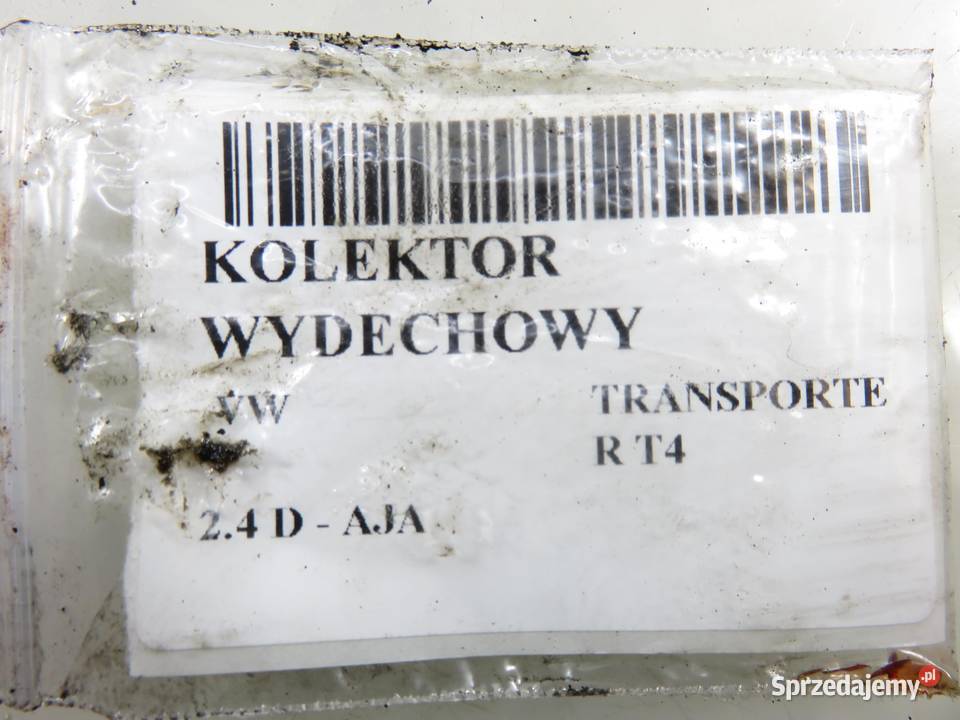 KOLEKTOR
WYDECHOWY
VW TRANSPORTE
R T4
2.4 D - AJA
Sprzedajemy.pl